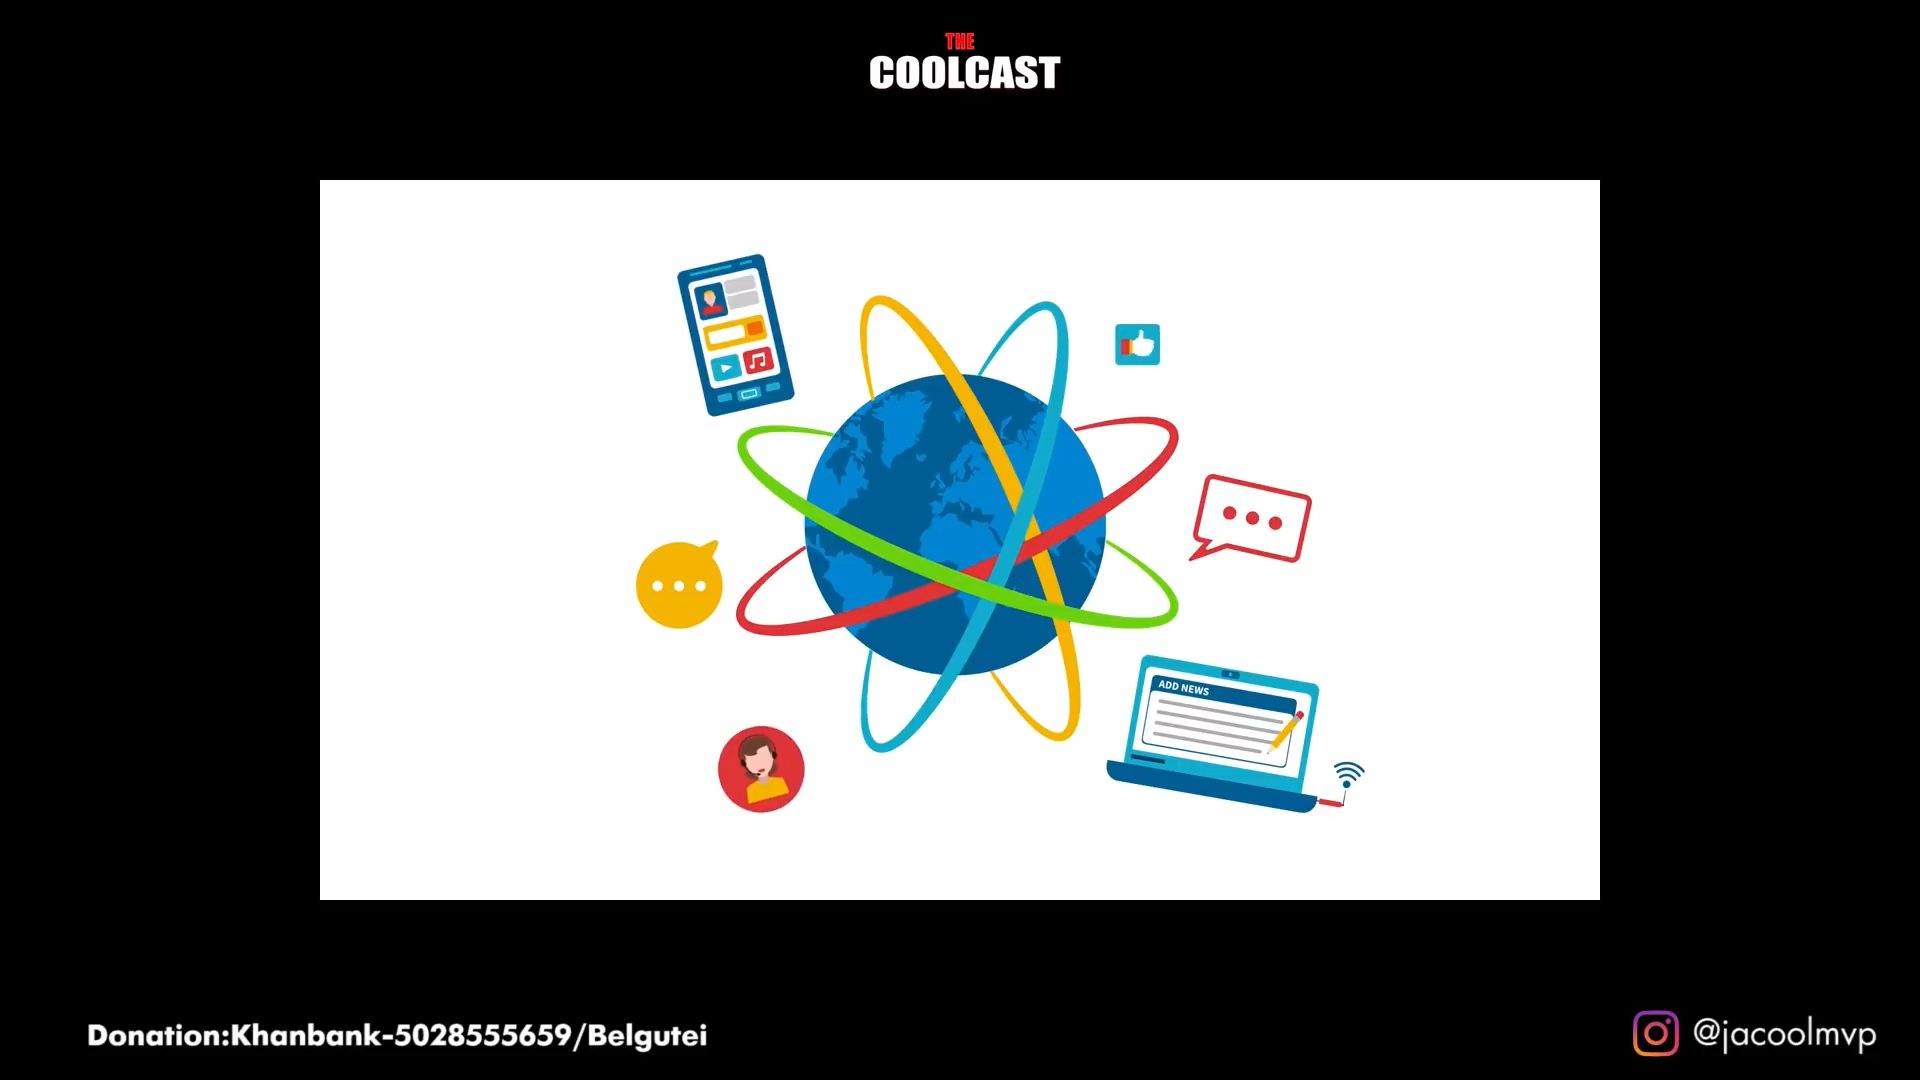 THE
COOLCAST
ADD NEWS
Donation:Khanbank-5028555659/Belgutei
@jacoolmvp